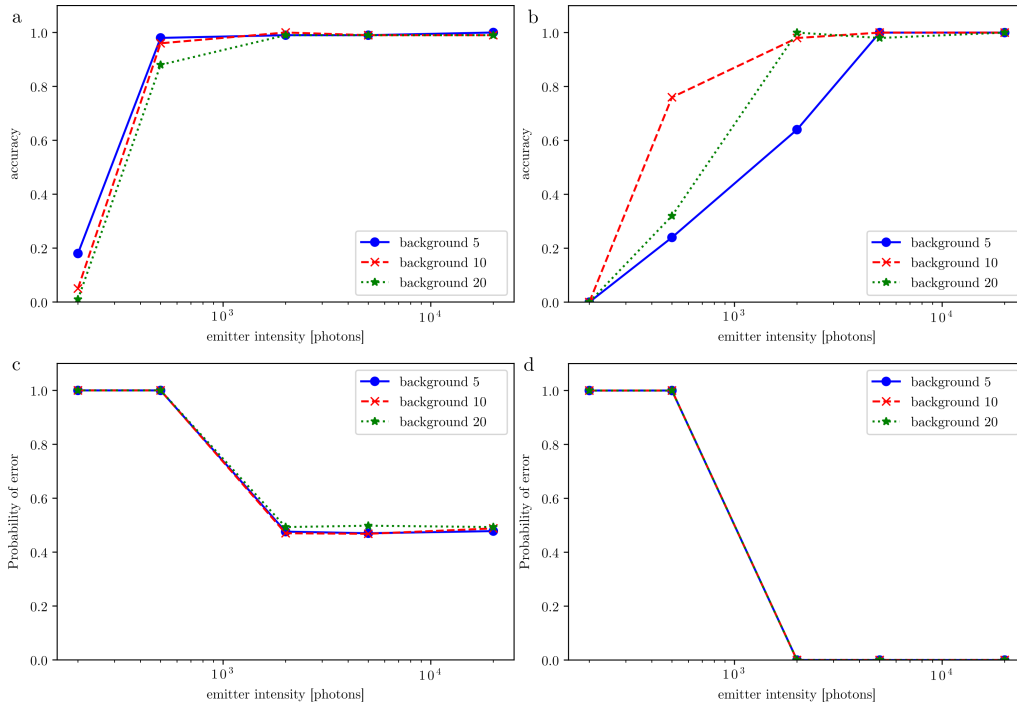 a
accuracy
1.0
0.8
0.6
0.4
0.2
0.0
background 5
background 10
background 20
10^3
10^4
emitter intensity [photons]
b
accuracy
1.0
0.8
0.6
0.4
0.2
0.0
background 5
background 10
background 20
10^3
10^4
emitter intensity [photons]
c
Probability of error
1.0
0.8
0.6
0.4
0.2
0.0
background 5
background 10
background 20
10^3
10^4
emitter intensity [photons]
d
Probability of error
1.0
0.8
0.6
0.4
0.2
0.0
background 5
background 10
background 20
10^3
10^4
emitter intensity [photons]